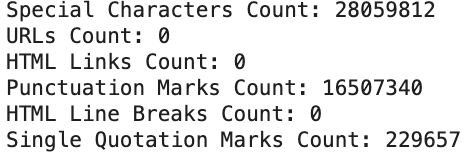 Special Characters Count: 28059812
URLs Count: 0
HTML Links Count: 0
Punctuation Marks Count: 16507340
HTML Line Breaks Count: 0
Single Quotation Marks Count: 229657